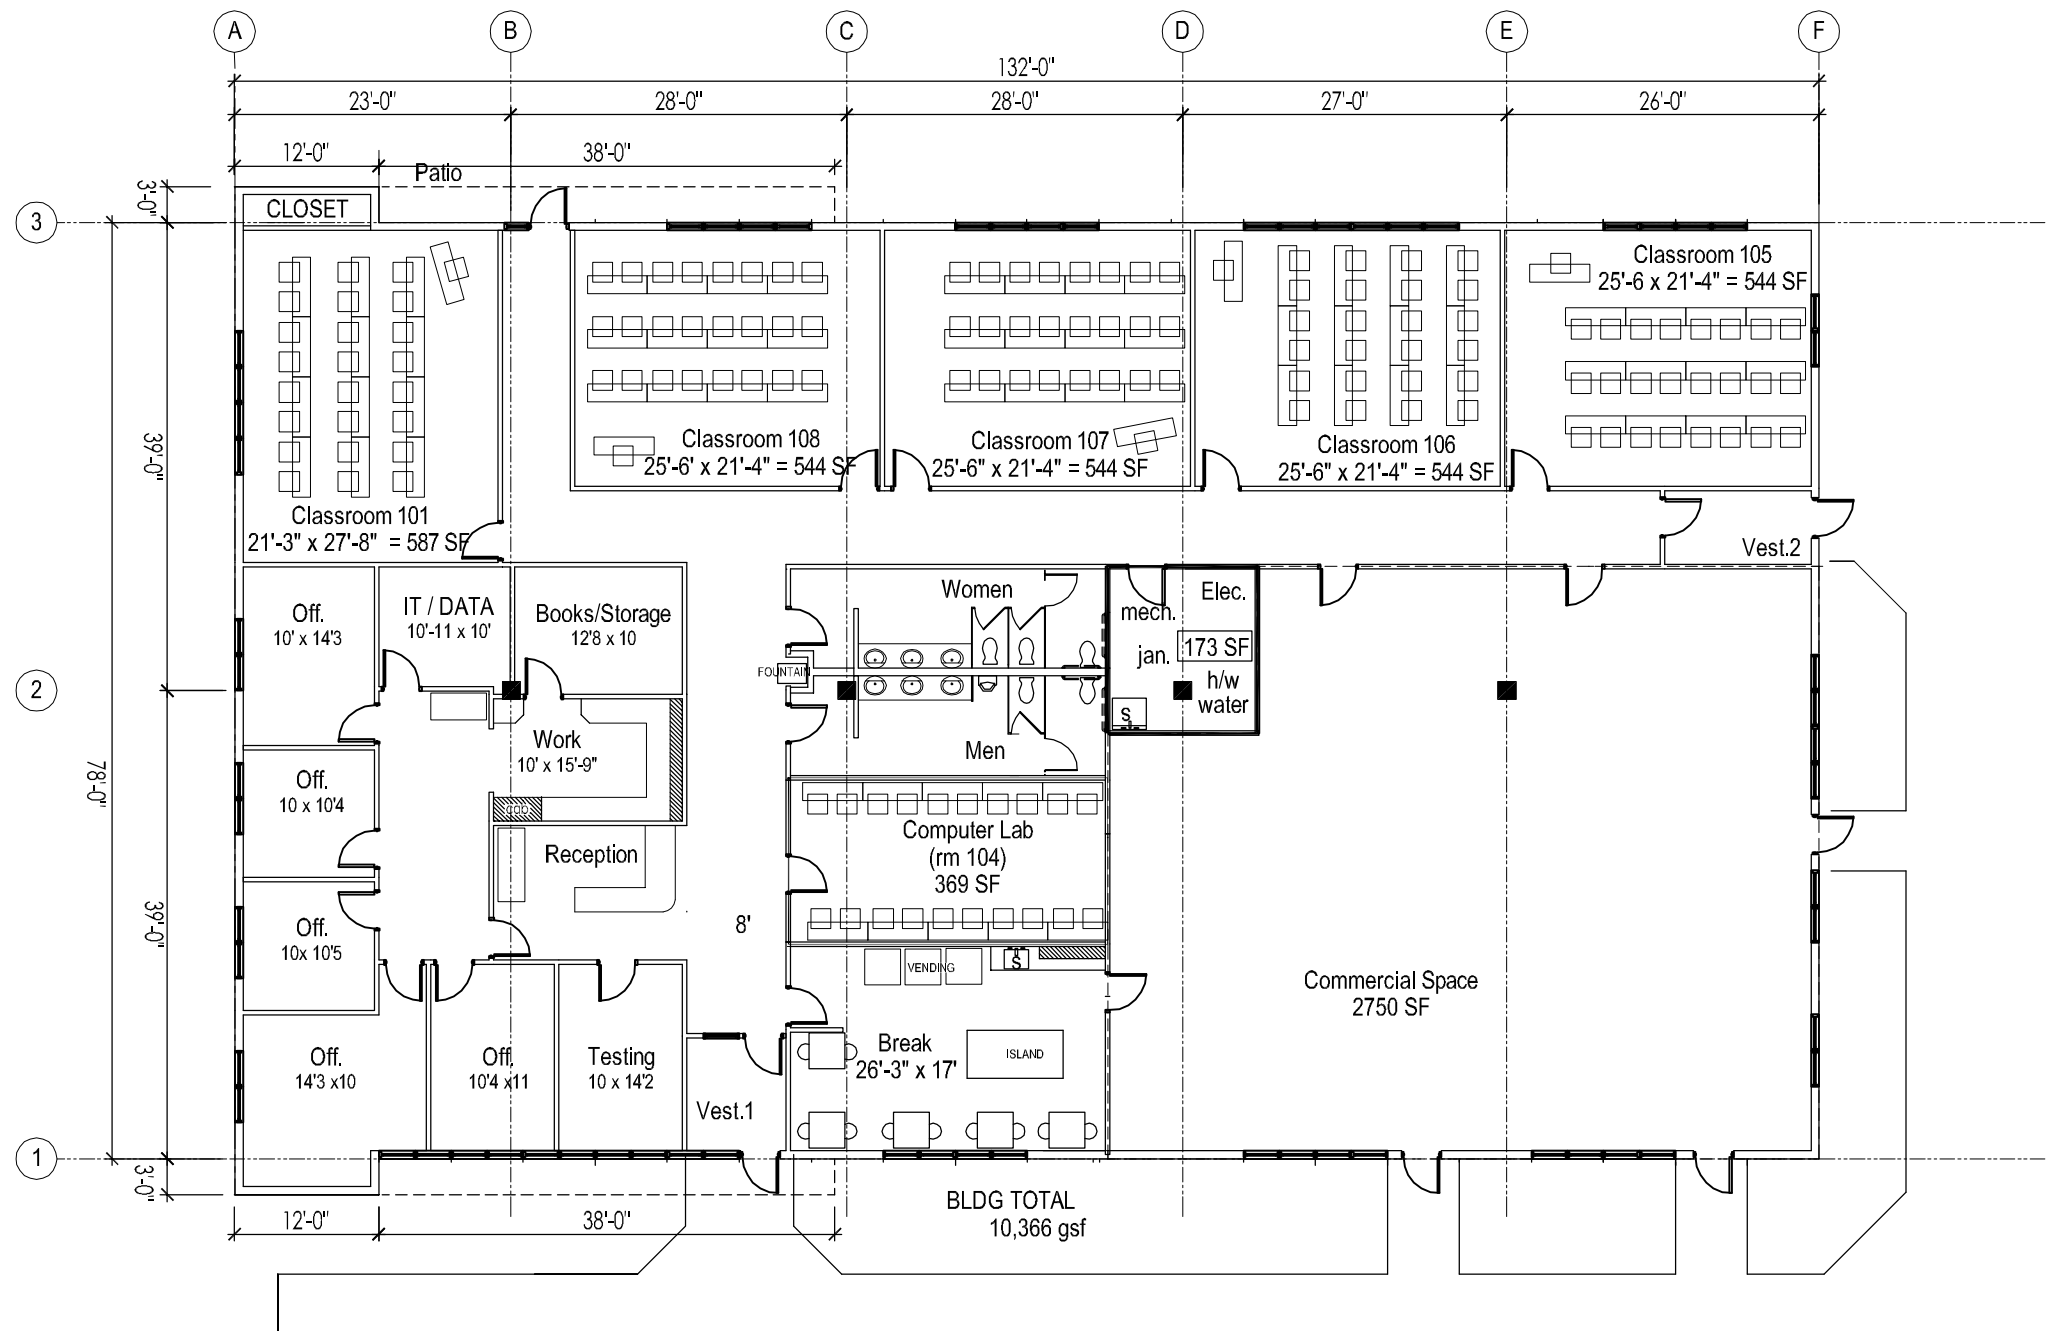 A
B
C
D
E
F
132'-0"
23'-0"
28'-0"
28'-0"
27'-0"
26'-0"
12'-0"
38'-0"
Patio
3'-0"
3
CLOSET
Classroom 105
25'-6 x 21'-4" = 544 SF
Classroom 108
25'-6' x 21'-4" = 544 SF
Classroom 107
25'-6" x 21'-4" = 544 SF
Classroom 106
25'-6" x 21'-4" = 544 SF
39'-0"
Classroom 101
21'-3" x 27'-8" = 587 SF
Vest.2
Off.
10' x 14'3
IT / DATA
10'-11 x 10'
Books/Storage
12'8 x 10
Women
Elec.
mech.
173 SF
jan.
FOUNTAIN
h/w
water
S
2
Work
10' x 15'-9"
Men
78'-0"
Off.
10 x 10'4
cab
Computer Lab
(rm 104)
369 SF
Reception
8'
39'-0"
Off.
10x 10'5
VENDING
S
Commercial Space
2750 SF
Off.
14'3 x10
Off.
10'4 x11
Testing
10 x 14'2
Break
26'-3" x 17'
ISLAND
Vest.1
1
3'-0"
BLDG TOTAL
10,366 gsf
12'-0"
38'-0"